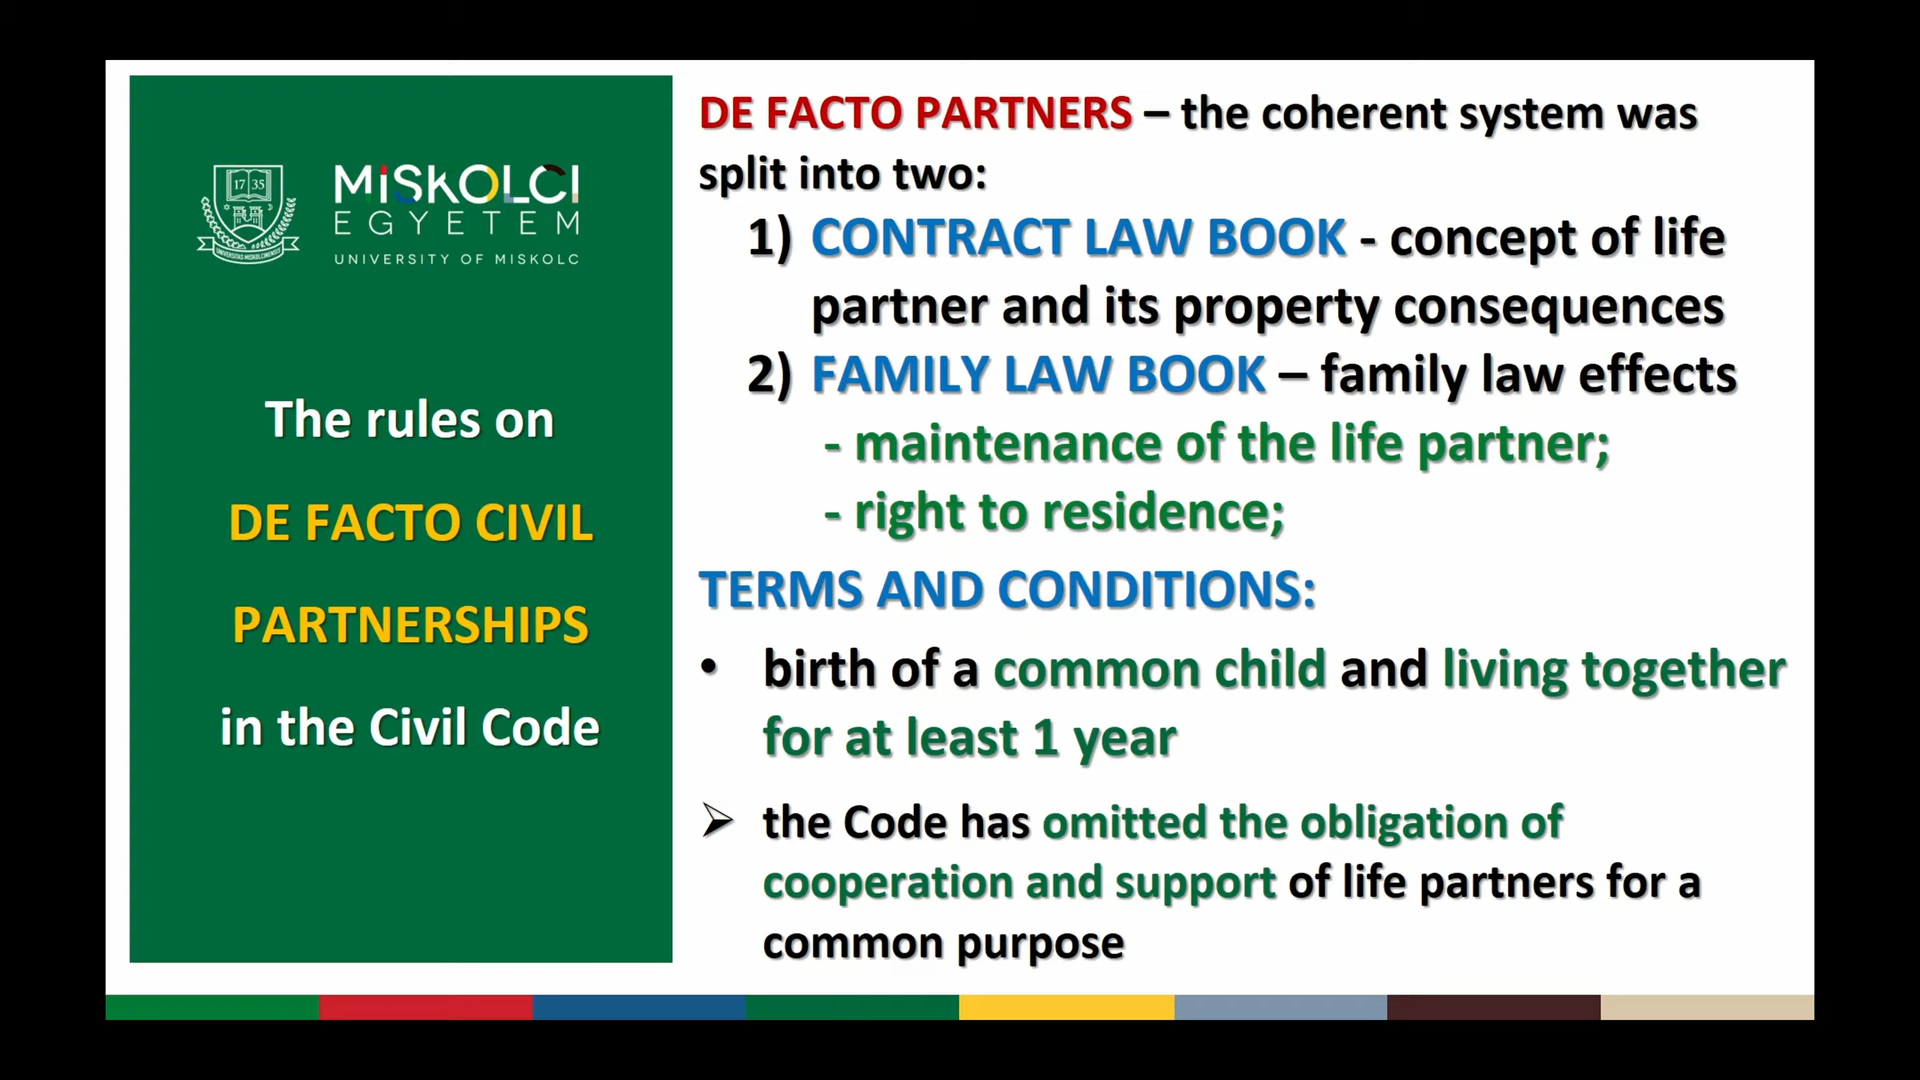 17 35
MiSKOLCI
EGYETEM
UNIVERSITY OF MISKOLC
The rules on
DE FACTO CIVIL
PARTNERSHIPS
in the Civil Code
DE FACTO PARTNERS – the coherent system was
split into two:
1) CONTRACT LAW BOOK - concept of life
partner and its property consequences
2) FAMILY LAW BOOK – family law effects
- maintenance of the life partner;
- right to residence;
TERMS AND CONDITIONS:
• birth of a common child and living together
for at least 1 year
➢ the Code has omitted the obligation of
cooperation and support of life partners for a
common purpose